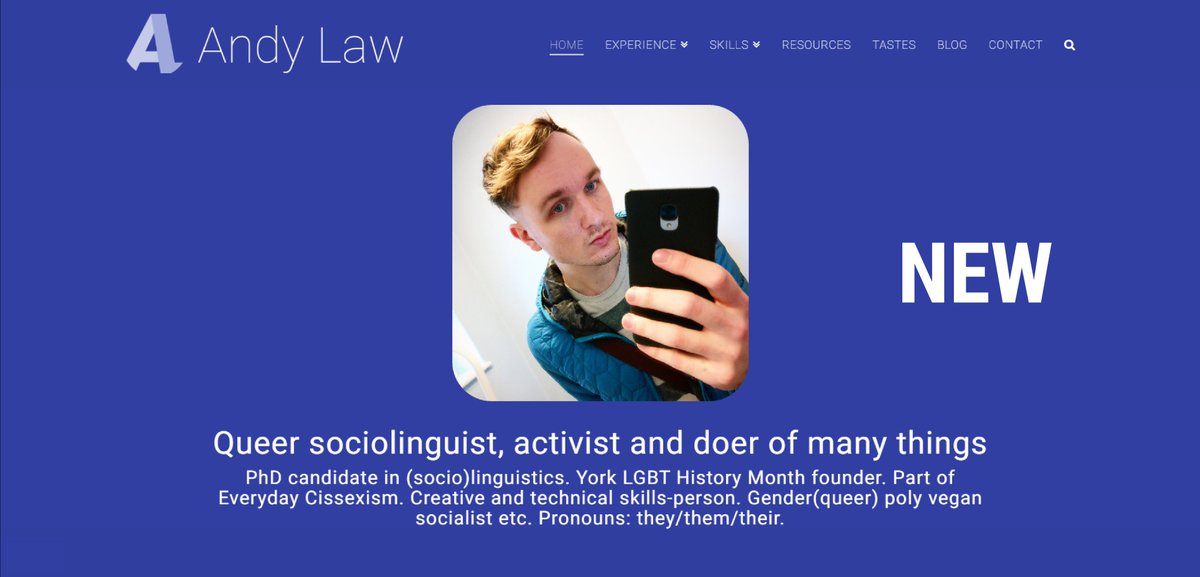 A Andy Law
HOME EXPERIENCE SKILLS RESOURCES TASTES BLOG CONTACT
NEW
Queer sociolinguist, activist and doer of many things
PhD candidate in (socio)linguistics. York LGBT History Month founder. Part of
Everyday Cissexism. Creative and technical skills-person. Gender(queer) poly vegan
socialist etc. Pronouns: they/them/their.